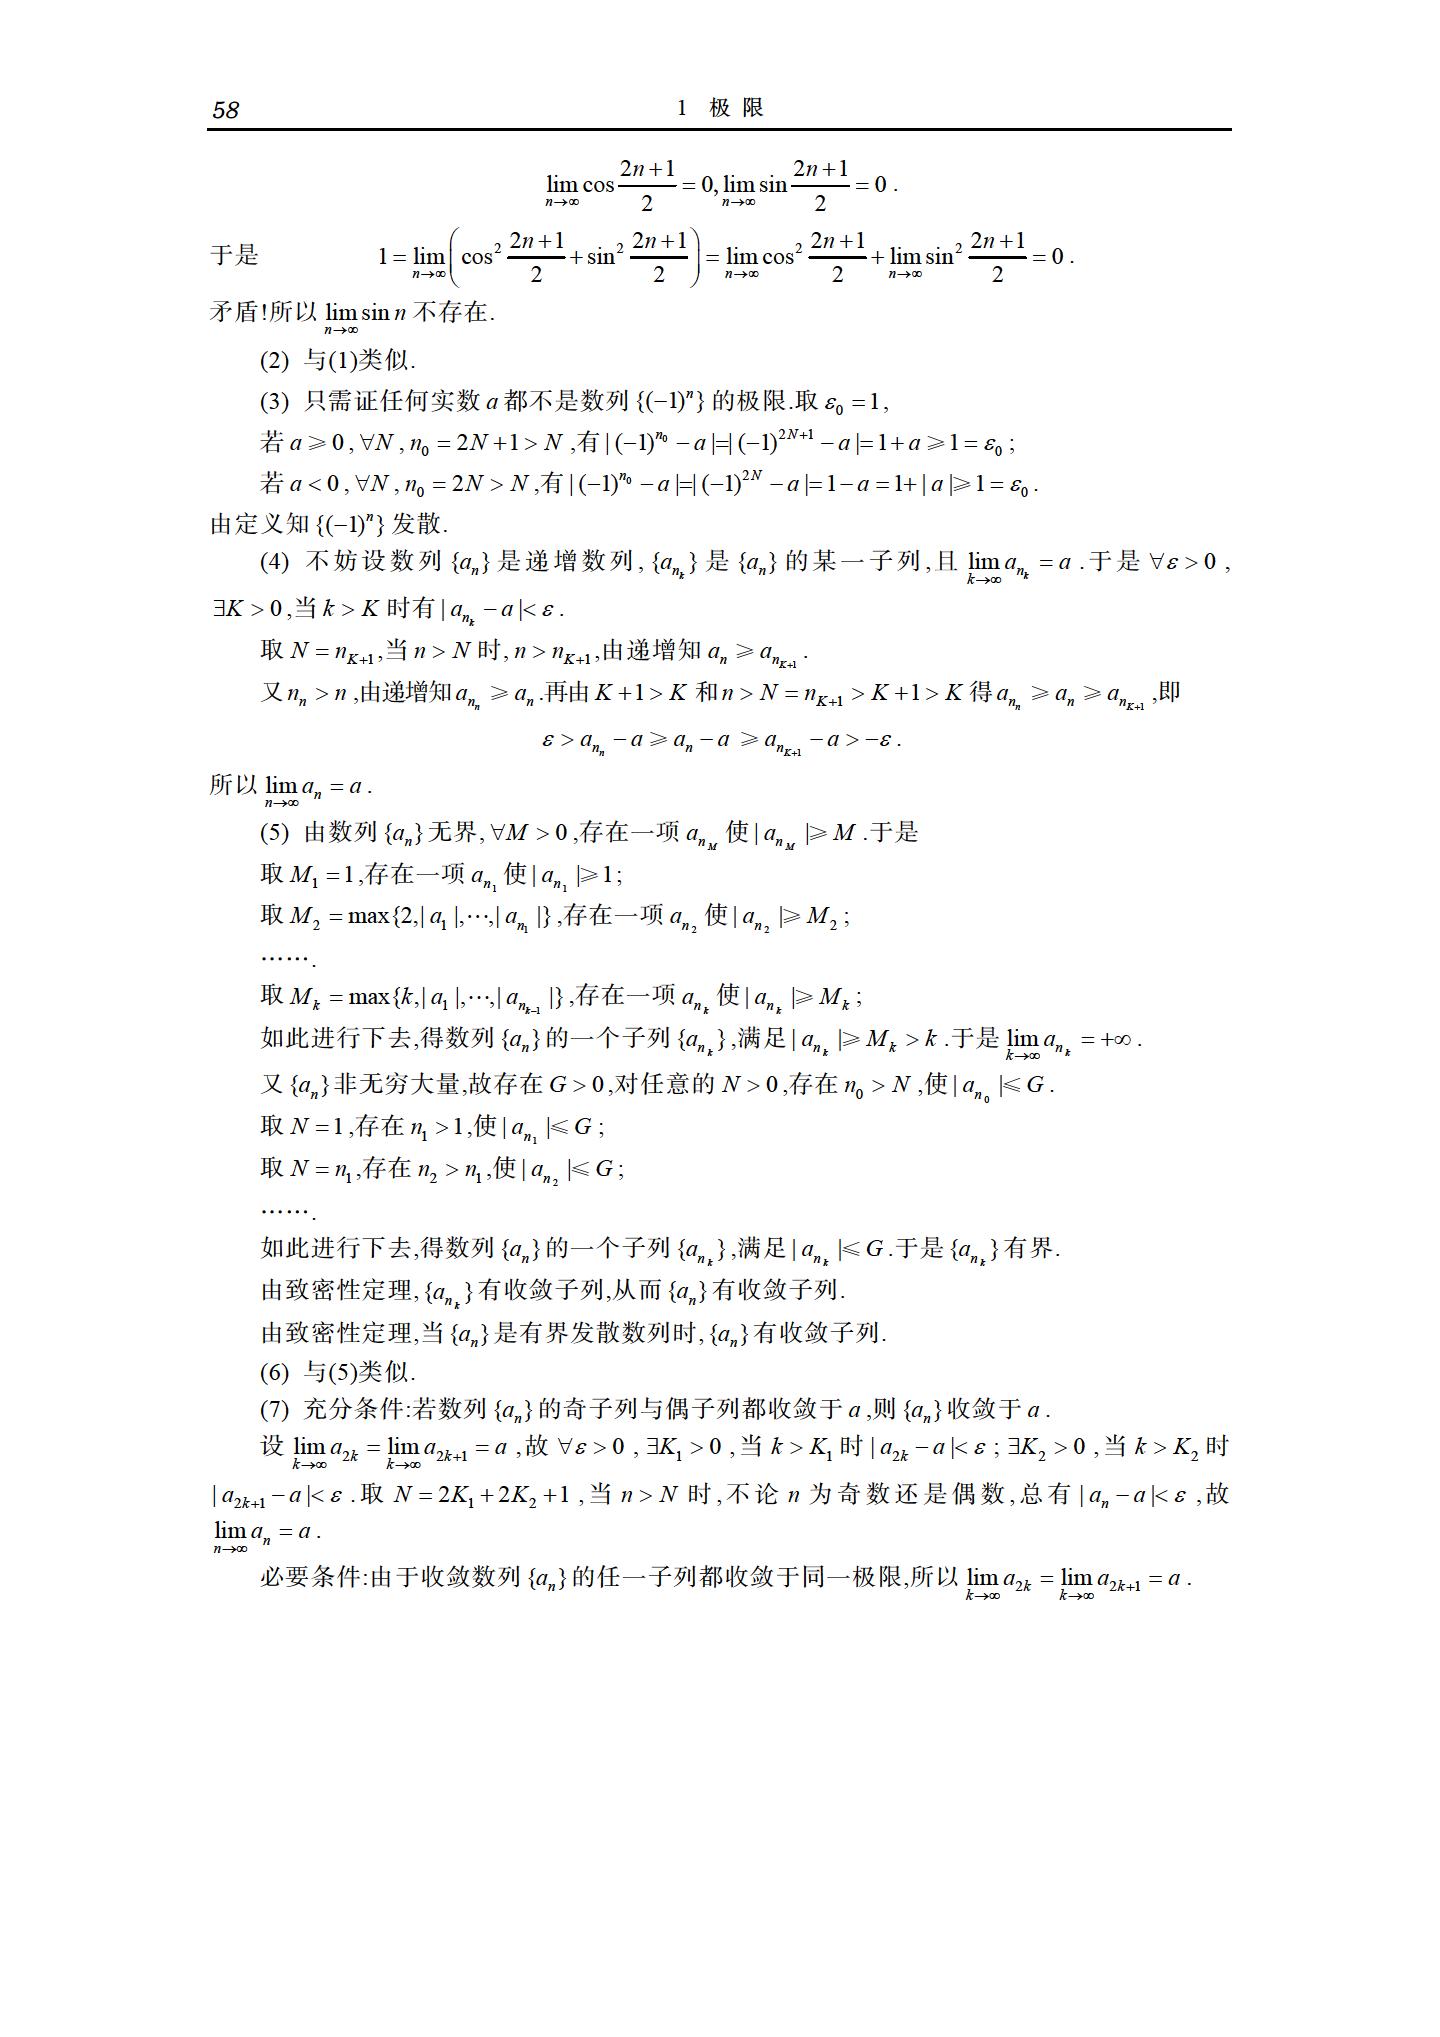 58 1 极 限
$\lim_{n\to\infty}\cos\frac{2n+1}{2}=0,\lim_{n\to\infty}\sin\frac{2n+1}{2}=0$ .
于是 $1=\lim_{n\to\infty}\left(\cos^2\frac{2n+1}{2}+\sin^2\frac{2n+1}{2}\right)=\lim_{n\to\infty}\cos^2\frac{2n+1}{2}+\lim_{n\to\infty}\sin^2\frac{2n+1}{2}=0$ .
矛盾!所以 $\lim_{n\to\infty}\sin n$ 不存在.
(2) 与(1)类似.
(3) 只需证任何实数 $a$ 都不是数列 $\{(-1)^n\}$ 的极限.取 $\varepsilon_0=1$,
若 $a\geqslant 0$, $\forall N$, $n_0=2N+1>N$ ,有 $|(-1)^{n_0}-a|=|(-1)^{2N+1}-a|=1+a\geqslant 1=\varepsilon_0$;
若 $a<0$, $\forall N$, $n_0=2N>N$ ,有 $|(-1)^{n_0}-a|=|(-1)^{2N}-a|=1-a=1+|a|\geqslant 1=\varepsilon_0$.
由定义知 $\{(-1)^n\}$ 发散.
(4) 不妨设数列 $\{a_n\}$ 是递增数列, $\{a_{n_k}\}$ 是 $\{a_n\}$ 的某一子列,且 $\lim_{k\to\infty}a_{n_k}=a$ .于是 $\forall\varepsilon>0$ ,
$\exists K>0$ ,当 $k>K$ 时有 $|a_{n_k}-a|<\varepsilon$ .
取 $N=n_{K+1}$ ,当 $n>N$ 时, $n>n_{K+1}$ ,由递增知 $a_n\geqslant a_{n_{K+1}}$ .
又 $n_n>n$ ,由递增知 $a_{n_n}\geqslant a_n$ .再由 $K+1>K$ 和 $n>N=n_{K+1}>K+1>K$ 得 $a_{n_n}\geqslant a_n\geqslant a_{n_{K+1}}$ ,即
$\varepsilon>a_{n_n}-a\geqslant a_n-a\geqslant a_{n_{K+1}}-a>-\varepsilon$ .
所以 $\lim_{n\to\infty}a_n=a$ .
(5) 由数列 $\{a_n\}$ 无界, $\forall M>0$ ,存在一项 $a_{n_M}$ 使 $|a_{n_M}|\geqslant M$ .于是
取 $M_1=1$ ,存在一项 $a_{n_1}$ 使 $|a_{n_1}|\geqslant 1$;
取 $M_2=\max\{2,|a_1|,\cdots,|a_{n_1}|\}$ ,存在一项 $a_{n_2}$ 使 $|a_{n_2}|\geqslant M_2$ ;
…….
取 $M_k=\max\{k,|a_1|,\cdots,|a_{n_{k-1}}|\}$ ,存在一项 $a_{n_k}$ 使 $|a_{n_k}|\geqslant M_k$ ;
如此进行下去,得数列 $\{a_n\}$ 的一个子列 $\{a_{n_k}\}$ ,满足 $|a_{n_k}|\geqslant M_k>k$ .于是 $\lim_{k\to\infty}a_{n_k}=+\infty$ .
又 $\{a_n\}$ 非无穷大量,故存在 $G>0$ ,对任意的 $N>0$ ,存在 $n_0>N$ ,使 $|a_{n_0}|\leqslant G$ .
取 $N=1$ ,存在 $n_1>1$ ,使 $|a_{n_1}|\leqslant G$ ;
取 $N=n_1$ ,存在 $n_2>n_1$ ,使 $|a_{n_2}|\leqslant G$ ;
…….
如此进行下去,得数列 $\{a_n\}$ 的一个子列 $\{a_{n_k}\}$ ,满足 $|a_{n_k}|\leqslant G$ .于是 $\{a_{n_k}\}$ 有界.
由致密性定理, $\{a_{n_k}\}$ 有收敛子列,从而 $\{a_n\}$ 有收敛子列.
由致密性定理,当 $\{a_n\}$ 是有界发散数列时, $\{a_n\}$ 有收敛子列.
(6) 与(5)类似.
(7) 充分条件:若数列 $\{a_n\}$ 的奇子列与偶子列都收敛于 $a$ ,则 $\{a_n\}$ 收敛于 $a$ .
设 $\lim_{k\to\infty}a_{2k}=\lim_{k\to\infty}a_{2k+1}=a$ ,故 $\forall\varepsilon>0$ , $\exists K_1>0$ ,当 $k>K_1$ 时 $|a_{2k}-a|<\varepsilon$ ; $\exists K_2>0$ ,当 $k>K_2$ 时
$|a_{2k+1}-a|<\varepsilon$ .取 $N=2K_1+2K_2+1$ ,当 $n>N$ 时,不论 $n$ 为奇数还是偶数,总有 $|a_n-a|<\varepsilon$ ,故
$\lim_{n\to\infty}a_n=a$ .
必要条件:由于收敛数列 $\{a_n\}$ 的任一子列都收敛于同一极限,所以 $\lim_{k\to\infty}a_{2k}=\lim_{k\to\infty}a_{2k+1}=a$ .